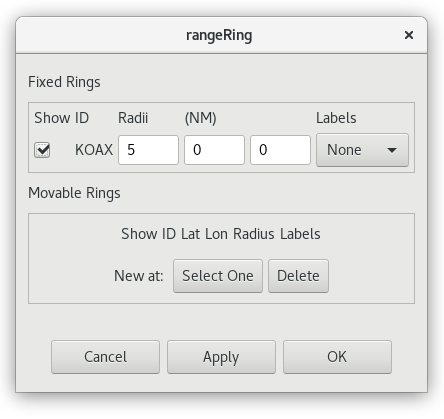 rangeRing ×
Fixed Rings
Show ID Radii (NM) Labels
KOAX 5 0 0 None
Movable Rings
Show ID Lat Lon Radius Labels
New at: Select One Delete
Cancel Apply OK